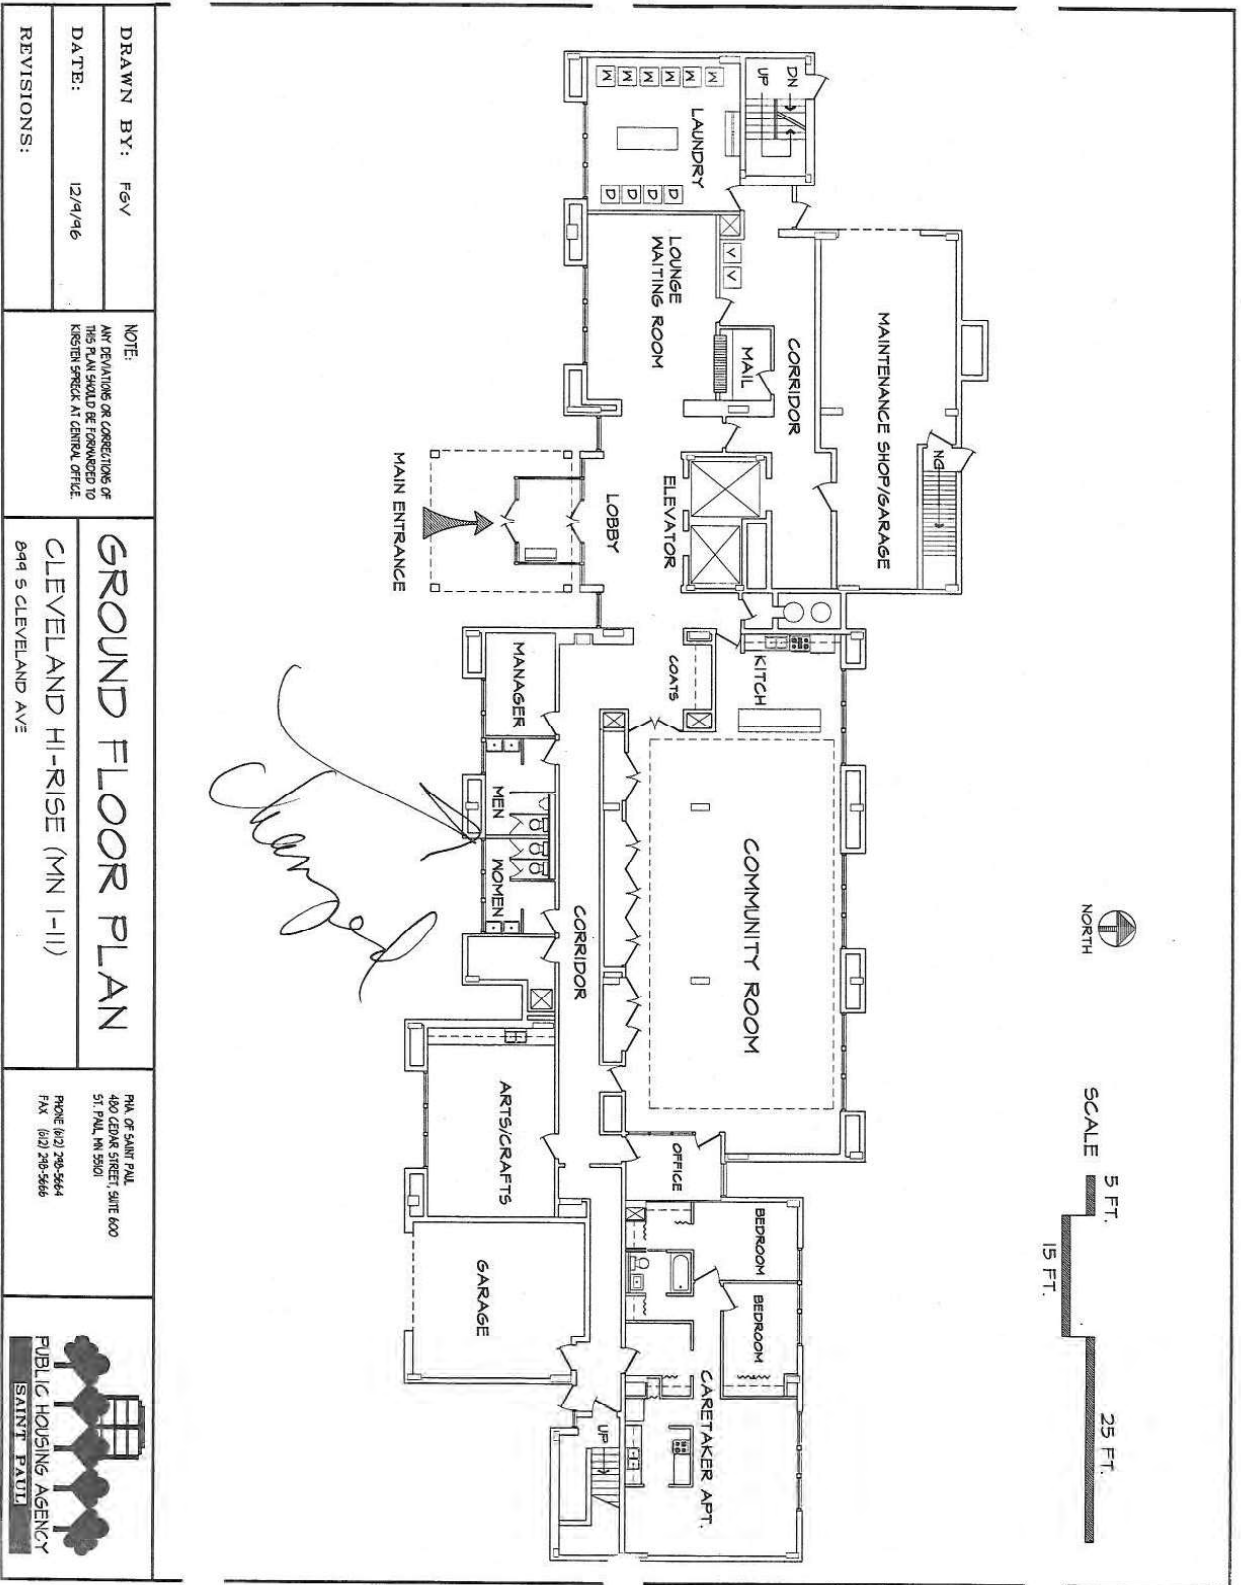 SCALE
5 FT.
15 FT.
25 FT.
NORTH
MAINTENANCE SHOP/GARAGE
DN
UP
CORRIDOR
V V
MAIL
LAUNDRY
W W W W W W
D D D D
LOUNGE
WAITING ROOM
ELEVATOR
LOBBY
MAIN ENTRANCE
KITCH
COATS
COMMUNITY ROOM
CORRIDOR
MANAGER
MEN
WOMEN
ARTS/CRAFTS
GARAGE
OFFICE
BEDROOM
BEDROOM
CARETAKER APT.
UP
DRAWN BY: FGV
DATE: 12/9/96
REVISIONS:
NOTE:
ANY DEVIATIONS OR CORRECTIONS OF
THIS PLAN SHOULD BE FORWARDED TO
KIRSTEN SPRECK AT CENTRAL OFFICE.
GROUND FLOOR PLAN
CLEVELAND HI-RISE (MN 1-11)
899 S CLEVELAND AVE
PHA OF SAINT PAUL
480 CEDAR STREET, SUITE 600
ST. PAUL, MN 55101
PHONE (612) 298-5664
FAX (612) 298-5666
PUBLIC HOUSING AGENCY
SAINT PAUL